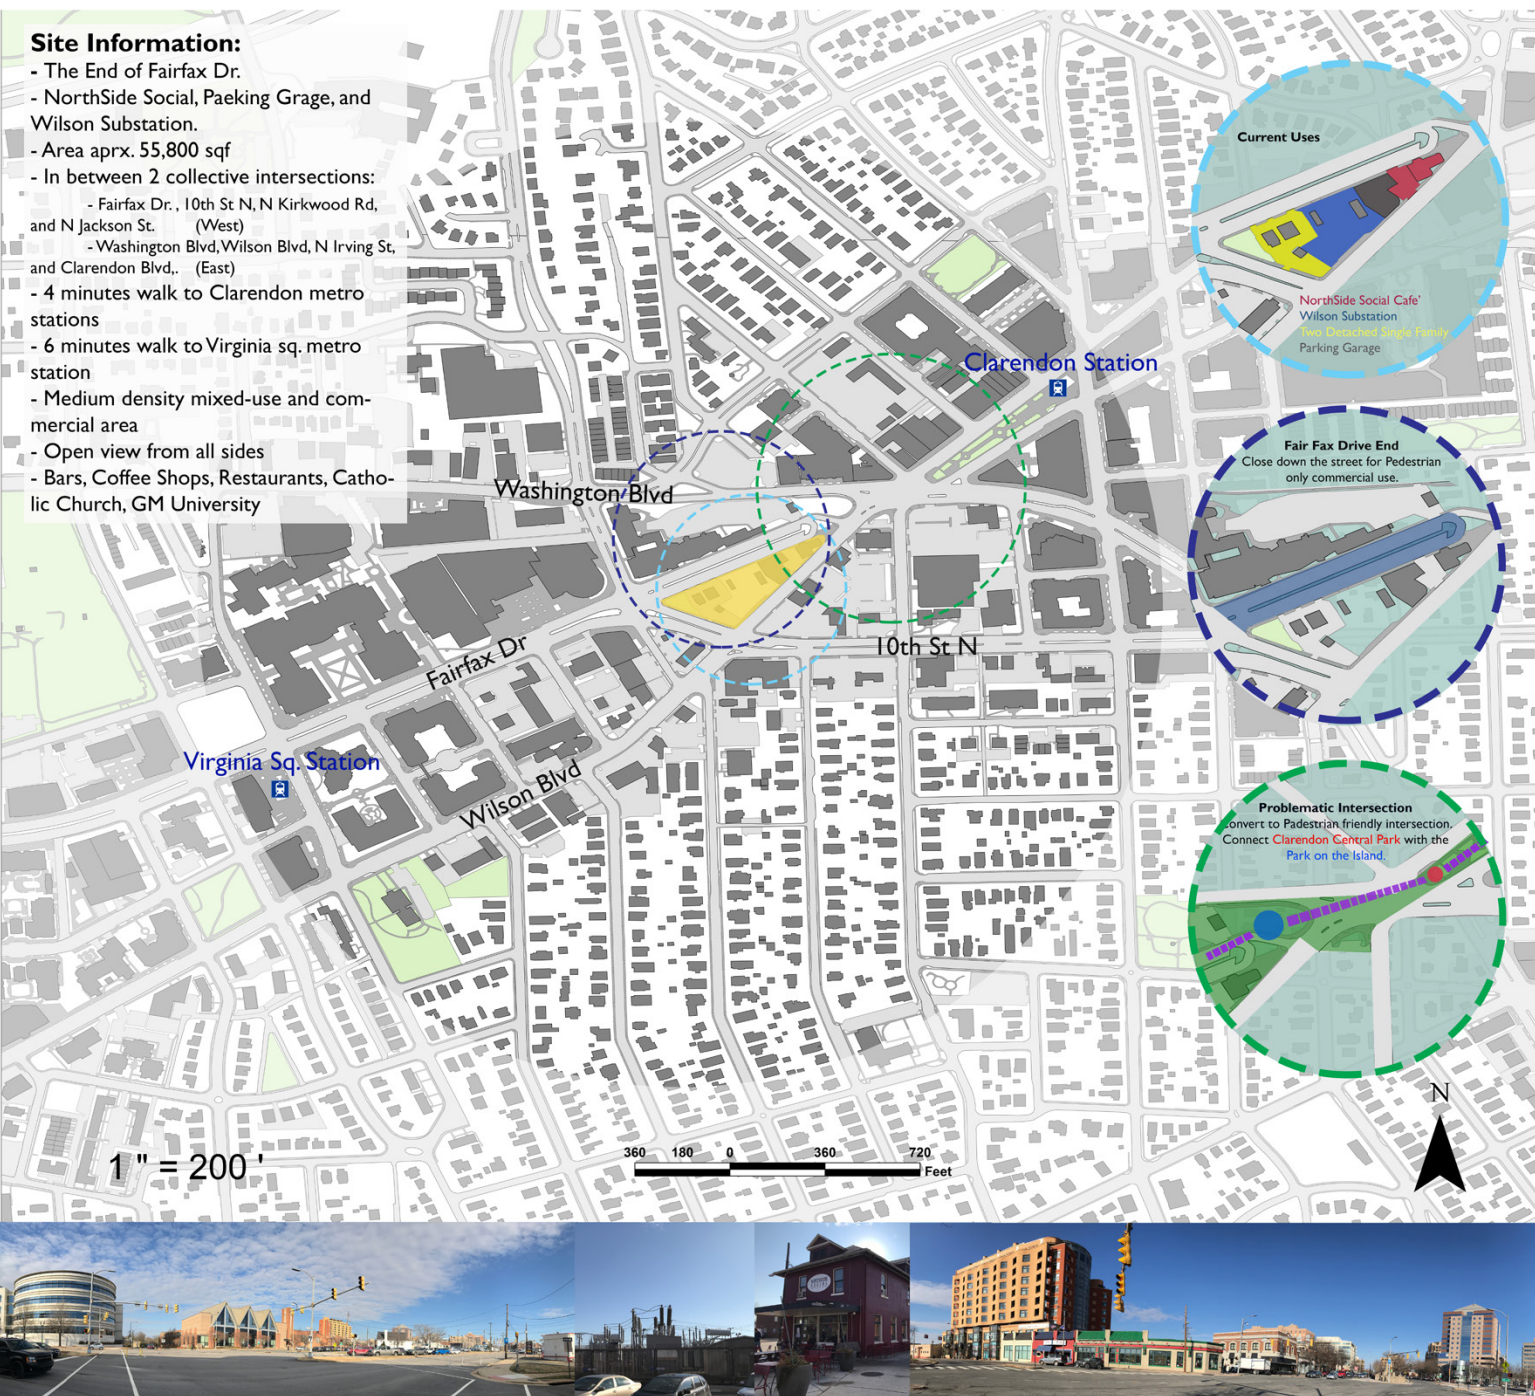 Site Information:
- The End of Fairfax Dr.
- NorthSide Social, Paeking Grage, and
Wilson Substation.
- Area aprx. 55,800 sqf
- In between 2 collective intersections:
- Fairfax Dr. , 10th St N, N Kirkwood Rd,
and N Jackson St. (West)
- Washington Blvd, Wilson Blvd, N Irving St,
and Clarendon Blvd,. (East)
- 4 minutes walk to Clarendon metro
stations
- 6 minutes walk to Virginia sq. metro
station
- Medium density mixed-use and com-
mercial area
- Open view from all sides
- Bars, Coffee Shops, Restaurants, Catho-
lic Church, GM University
Current Uses
NorthSide Social Cafe'
Wilson Substation
Two Detached Single Family
Parking Garage
Clarendon Station
Washington Blvd
Fair Fax Drive End
Close down the street for Pedestrian
only commercial use.
10th St N
Fairfax Dr
Virginia Sq. Station
Wilson Blvd
Problematic Intersection
Convert to Padestrian friendly intersection.
Connect Clarendon Central Park with the
Park on the Island.
N
1 " = 200 '
360 180 0 360 720
Feet